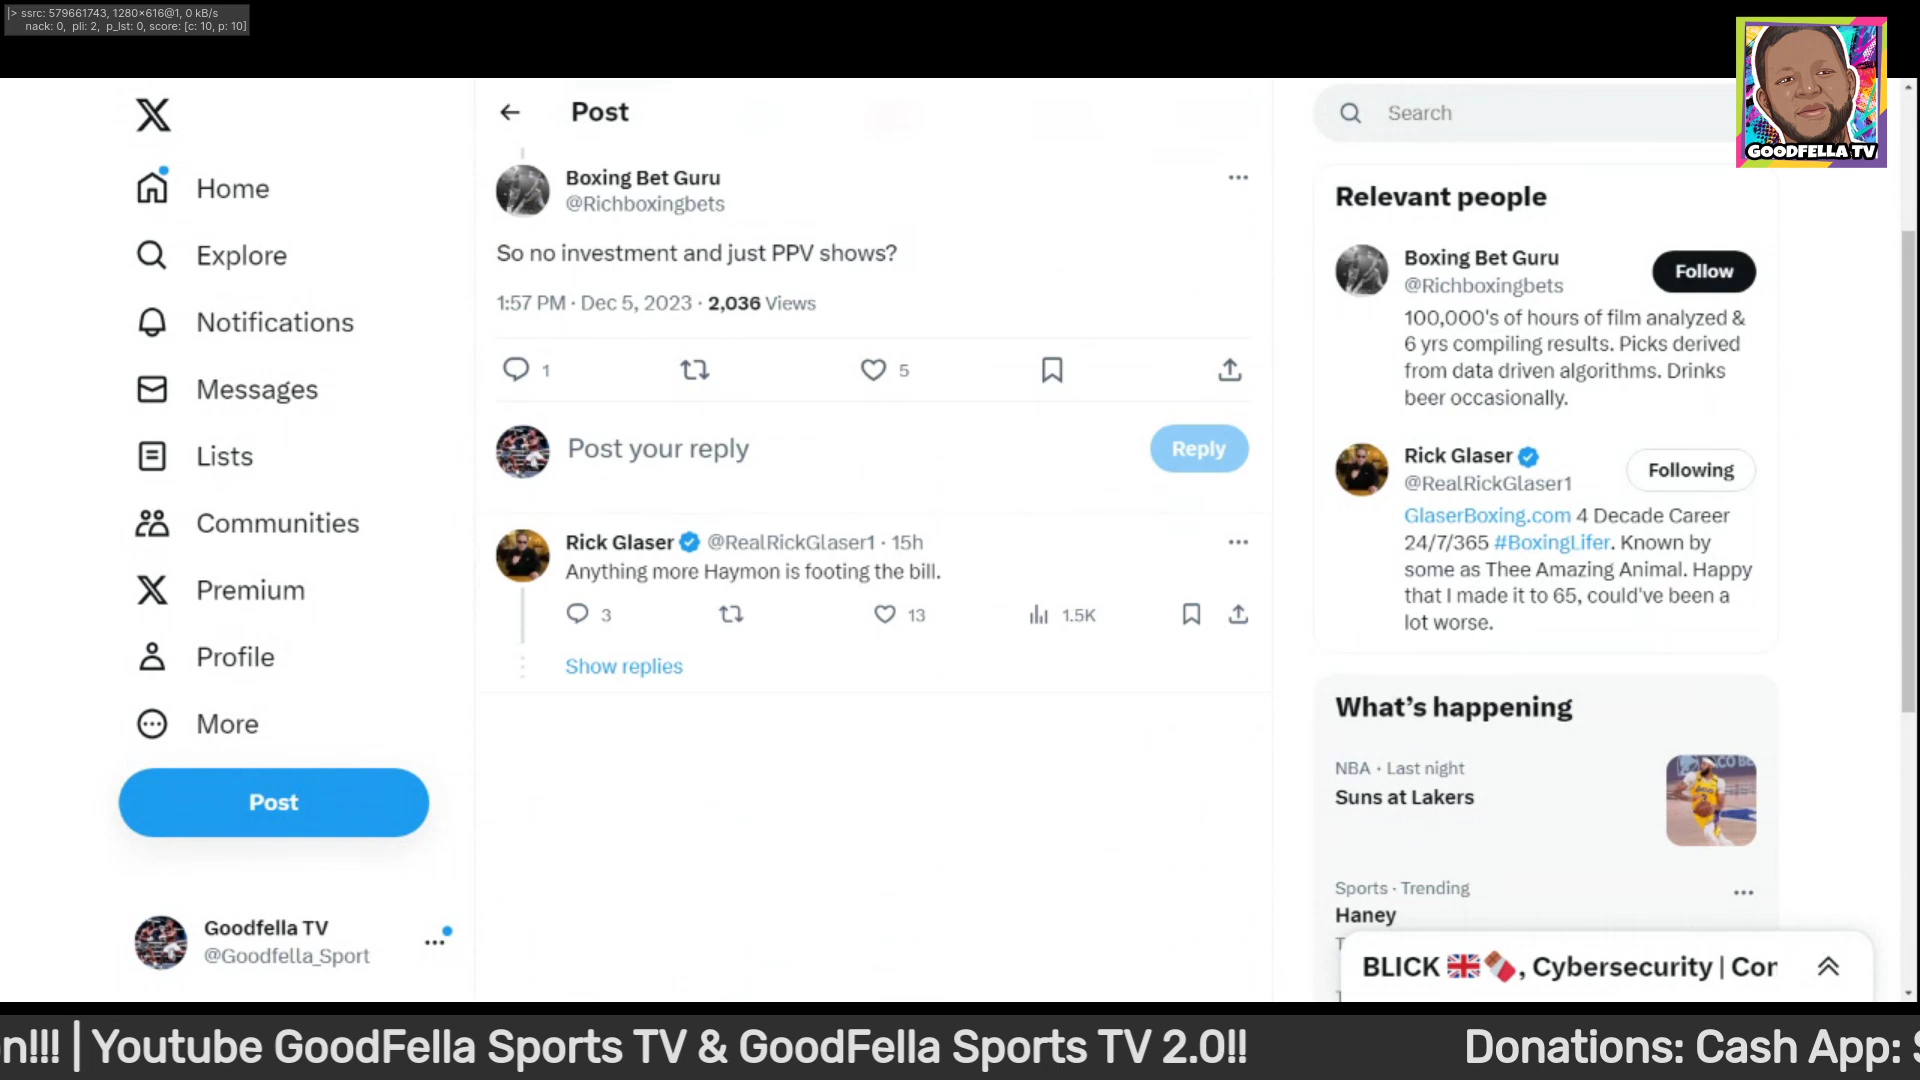 |> ssrc: 579661743, 1280×616@1, 0 kB/s
nack: 0, pli: 2, p_lst: 0, score: [c: 10, p: 10]
GOODFELLA TV
Home
Explore
Notifications
Messages
Lists
Communities
Premium
Profile
More
Post
Goodfella TV
@Goodfella_Sport
Post
Boxing Bet Guru
@Richboxingbets
So no investment and just PPV shows?
1:57 PM · Dec 5, 2023 · 2,036 Views
1
5
Post your reply
Reply
Rick Glaser @RealRickGlaser1 · 15h
Anything more Haymon is footing the bill.
3
13
1.5K
Show replies
Search
Relevant people
Boxing Bet Guru
@Richboxingbets
Follow
100,000's of hours of film analyzed &
6 yrs compiling results. Picks derived
from data driven algorithms. Drinks
beer occasionally.
Rick Glaser
@RealRickGlaser1
Following
GlaserBoxing.com 4 Decade Career
24/7/365 #BoxingLifer. Known by
some as Thee Amazing Animal. Happy
that I made it to 65, could've been a
lot worse.
What's happening
NBA · Last night
Suns at Lakers
Sports · Trending
Haney
BLICK 🇬🇧🍫, Cybersecurity | Cor
n!!! | Youtube GoodFella Sports TV & GoodFella Sports TV 2.0!!
Donations: Cash App: